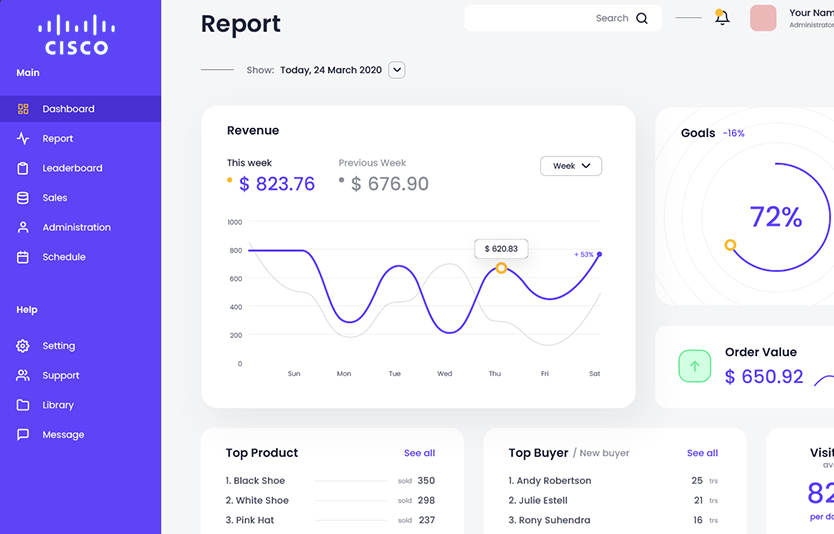 CISCO
Main
Dashboard
Report
Leaderboard
Sales
Administration
Schedule
Help
Setting
Support
Library
Message
Report
Search
Your Nam
Administrator
Show: Today, 24 March 2020
Revenue
This week
$ 823.76
Previous Week
$ 676.90
Week
1000
800
600
400
200
0
$ 620.83
+ 53%
Sun Mon Tue Wed Thu Fri Sat
Goals -16%
72%
Order Value
$ 650.92
Top Product See all
1. Black Shoe sold 350
2. White Shoe sold 298
3. Pink Hat sold 237
Top Buyer / New buyer See all
1. Andy Robertson 25 trs
2. Julie Estell 21 trs
3. Rony Suhendra 16 trs
Visit
av
82
per da